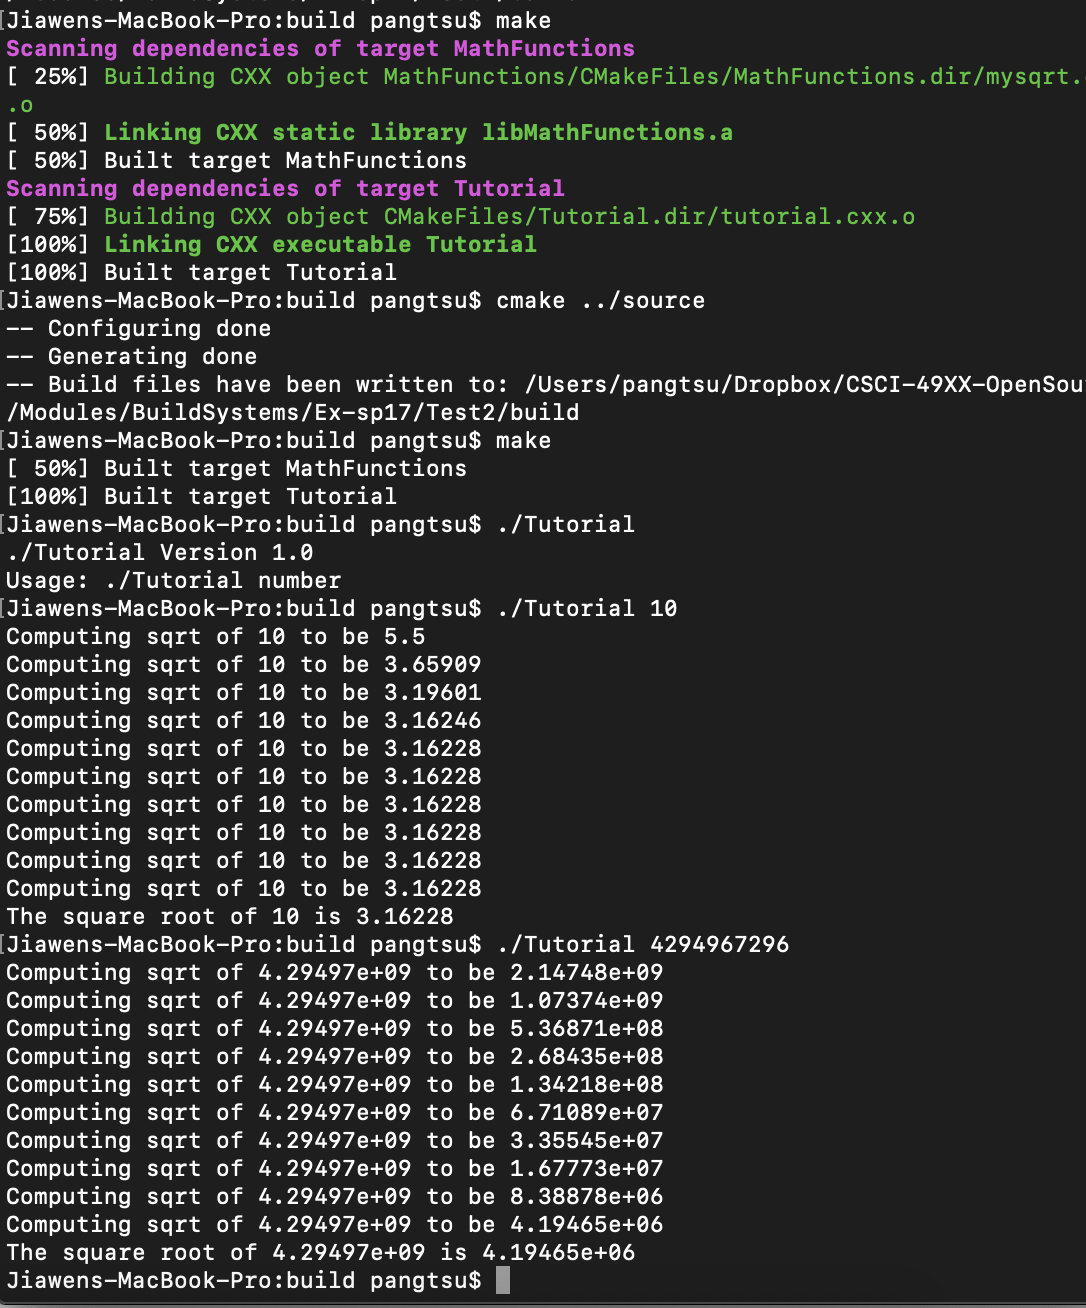 [Jiawens-MacBook-Pro:build pangtsu$ make
Scanning dependencies of target MathFunctions
[ 25%] Building CXX object MathFunctions/CMakeFiles/MathFunctions.dir/mysqrt.
.o
[ 50%] Linking CXX static library libMathFunctions.a
[ 50%] Built target MathFunctions
Scanning dependencies of target Tutorial
[ 75%] Building CXX object CMakeFiles/Tutorial.dir/tutorial.cxx.o
[100%] Linking CXX executable Tutorial
[100%] Built target Tutorial
[Jiawens-MacBook-Pro:build pangtsu$ cmake ../source
-- Configuring done
-- Generating done
-- Build files have been written to: /Users/pangtsu/Dropbox/CSCI-49XX-OpenSou
/Modules/BuildSystems/Ex-sp17/Test2/build
[Jiawens-MacBook-Pro:build pangtsu$ make
[ 50%] Built target MathFunctions
[100%] Built target Tutorial
[Jiawens-MacBook-Pro:build pangtsu$ ./Tutorial
./Tutorial Version 1.0
Usage: ./Tutorial number
[Jiawens-MacBook-Pro:build pangtsu$ ./Tutorial 10
Computing sqrt of 10 to be 5.5
Computing sqrt of 10 to be 3.65909
Computing sqrt of 10 to be 3.19601
Computing sqrt of 10 to be 3.16246
Computing sqrt of 10 to be 3.16228
Computing sqrt of 10 to be 3.16228
Computing sqrt of 10 to be 3.16228
Computing sqrt of 10 to be 3.16228
Computing sqrt of 10 to be 3.16228
Computing sqrt of 10 to be 3.16228
The square root of 10 is 3.16228
[Jiawens-MacBook-Pro:build pangtsu$ ./Tutorial 4294967296
Computing sqrt of 4.29497e+09 to be 2.14748e+09
Computing sqrt of 4.29497e+09 to be 1.07374e+09
Computing sqrt of 4.29497e+09 to be 5.36871e+08
Computing sqrt of 4.29497e+09 to be 2.68435e+08
Computing sqrt of 4.29497e+09 to be 1.34218e+08
Computing sqrt of 4.29497e+09 to be 6.71089e+07
Computing sqrt of 4.29497e+09 to be 3.35545e+07
Computing sqrt of 4.29497e+09 to be 1.67773e+07
Computing sqrt of 4.29497e+09 to be 8.38878e+06
Computing sqrt of 4.29497e+09 to be 4.19465e+06
The square root of 4.29497e+09 is 4.19465e+06
Jiawens-MacBook-Pro:build pangtsu$